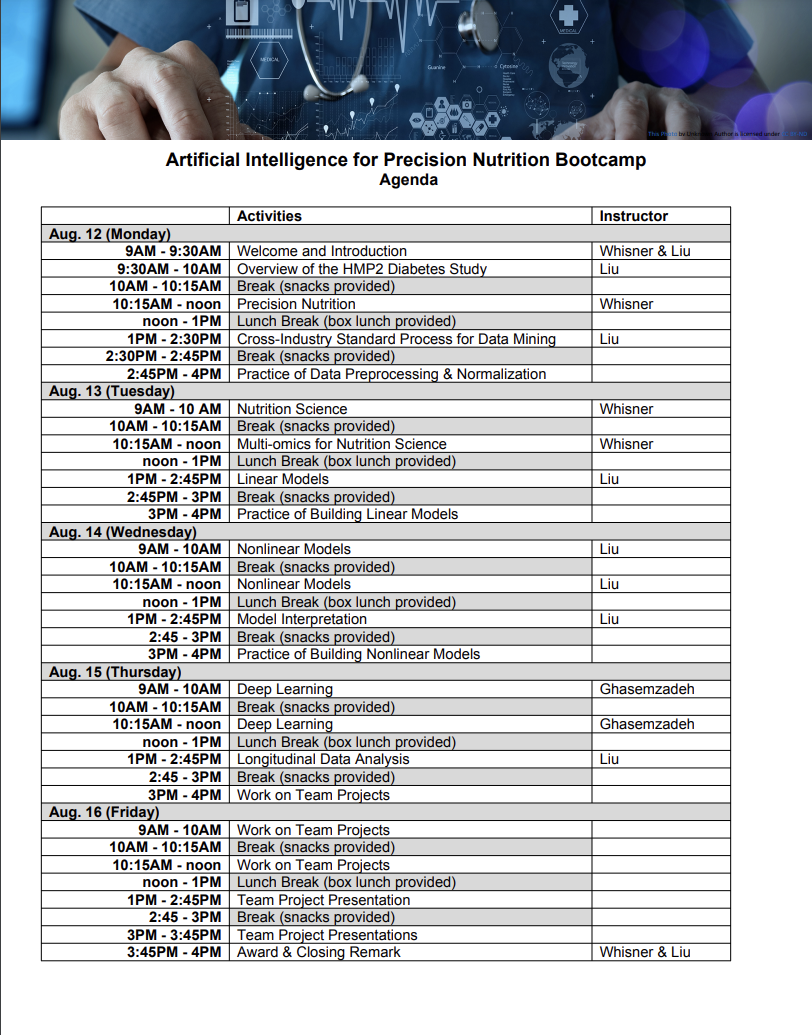 MEDICAL
MEDICAL
Guanine
Cytosine
This Photo by Unknown Author is licensed under CC BY-ND
Artificial Intelligence for Precision Nutrition Bootcamp
Agenda
Activities Instructor
Aug. 12 (Monday)
9AM - 9:30AM Welcome and Introduction Whisner & Liu
9:30AM - 10AM Overview of the HMP2 Diabetes Study Liu
10AM - 10:15AM Break (snacks provided)
10:15AM - noon Precision Nutrition Whisner
noon - 1PM Lunch Break (box lunch provided)
1PM - 2:30PM Cross-Industry Standard Process for Data Mining Liu
2:30PM - 2:45PM Break (snacks provided)
2:45PM - 4PM Practice of Data Preprocessing & Normalization
Aug. 13 (Tuesday)
9AM - 10 AM Nutrition Science Whisner
10AM - 10:15AM Break (snacks provided)
10:15AM - noon Multi-omics for Nutrition Science Whisner
noon - 1PM Lunch Break (box lunch provided)
1PM - 2:45PM Linear Models Liu
2:45PM - 3PM Break (snacks provided)
3PM - 4PM Practice of Building Linear Models
Aug. 14 (Wednesday)
9AM - 10AM Nonlinear Models Liu
10AM - 10:15AM Break (snacks provided)
10:15AM - noon Nonlinear Models Liu
noon - 1PM Lunch Break (box lunch provided)
1PM - 2:45PM Model Interpretation Liu
2:45 - 3PM Break (snacks provided)
3PM - 4PM Practice of Building Nonlinear Models
Aug. 15 (Thursday)
9AM - 10AM Deep Learning Ghasemzadeh
10AM - 10:15AM Break (snacks provided)
10:15AM - noon Deep Learning Ghasemzadeh
noon - 1PM Lunch Break (box lunch provided)
1PM - 2:45PM Longitudinal Data Analysis Liu
2:45 - 3PM Break (snacks provided)
3PM - 4PM Work on Team Projects
Aug. 16 (Friday)
9AM - 10AM Work on Team Projects
10AM - 10:15AM Break (snacks provided)
10:15AM - noon Work on Team Projects
noon - 1PM Lunch Break (box lunch provided)
1PM - 2:45PM Team Project Presentation
2:45 - 3PM Break (snacks provided)
3PM - 3:45PM Team Project Presentations
3:45PM - 4PM Award & Closing Remark Whisner & Liu